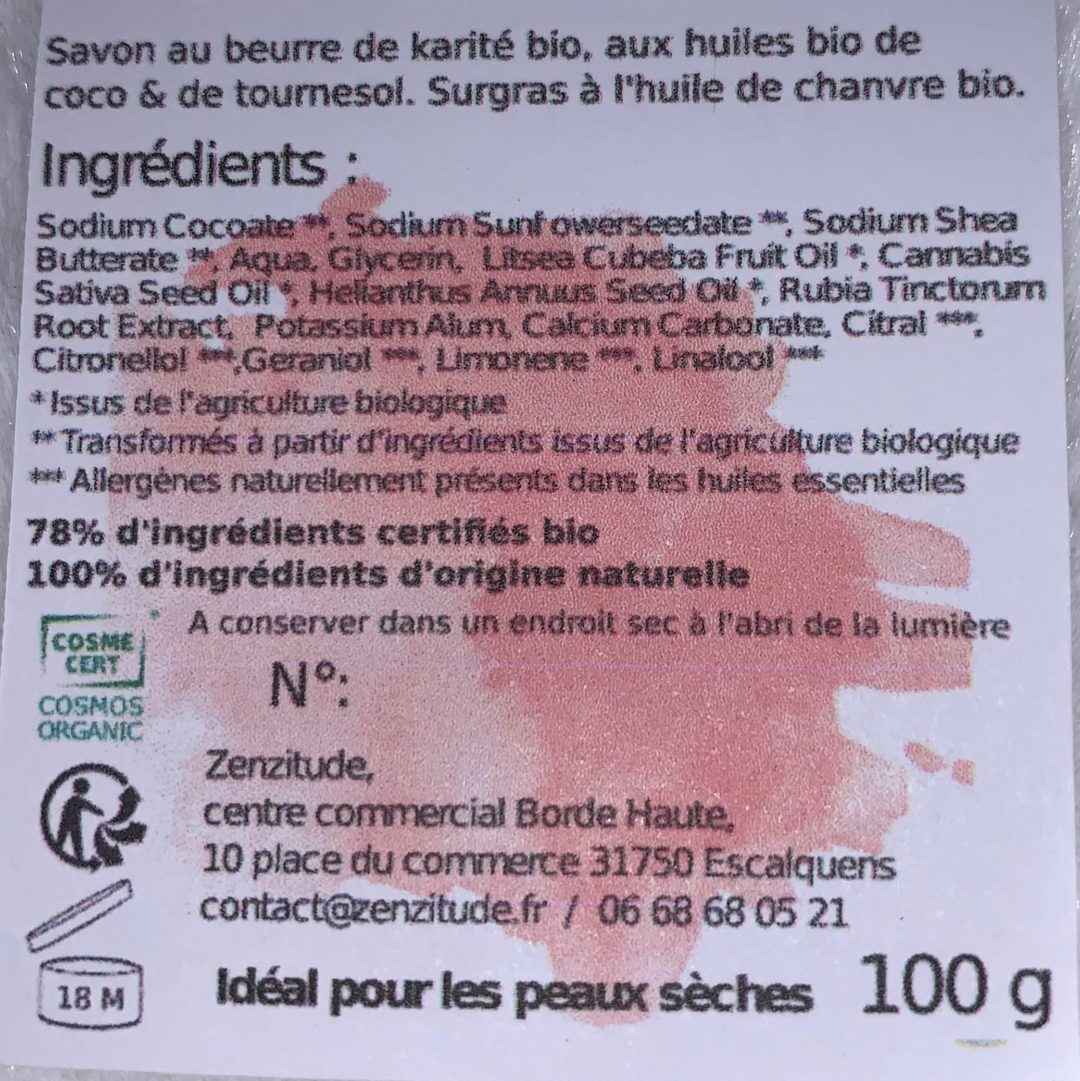 Savon au beurre de karité bio, aux huiles bio de
coco & de tournesol. Surgras à l'huile de chanvre bio.
Ingrédients :
Sodium Cocoate **, Sodium Sunflowerseedate **, Sodium Shea
Butterate **, Aqua, Glycerin, Litsea Cubeba Fruit Oil *, Cannabis
Sativa Seed Oil *, Helianthus Annuus Seed Oil *, Rubia Tinctorum
Root Extract, Potassium Alum, Calcium Carbonate, Citral ***,
Citronellol ***,Geraniol ***, Limonene ***, Linalool ***
* Issus de l'agriculture biologique
** Transformés à partir d'ingrédients issus de l'agriculture biologique
*** Allergènes naturellement présents dans les huiles essentielles
78% d'ingrédients certifiés bio
100% d'ingrédients d'origine naturelle
A conserver dans un endroit sec à l'abri de la lumière
COSME
CERT
COSMOS
ORGANIC
N°:
Zenzitude,
centre commercial Borde Haute,
10 place du commerce 31750 Escalquens
contact@zenzitude.fr / 06 68 68 05 21
18 M
Idéal pour les peaux sèches 100 g